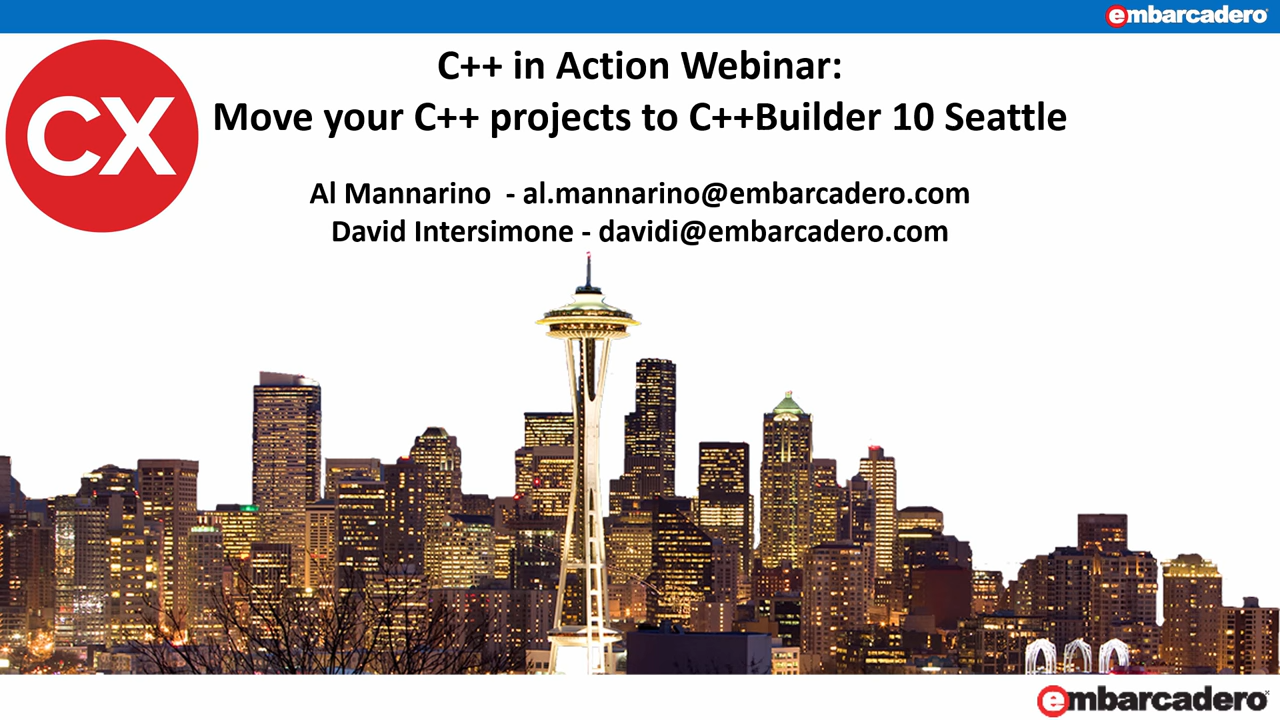 embarcadero®
CX
C++ in Action Webinar:
Move your C++ projects to C++Builder 10 Seattle
Al Mannarino - al.mannarino@embarcadero.com
David Intersimone - davidi@embarcadero.com
embarcadero